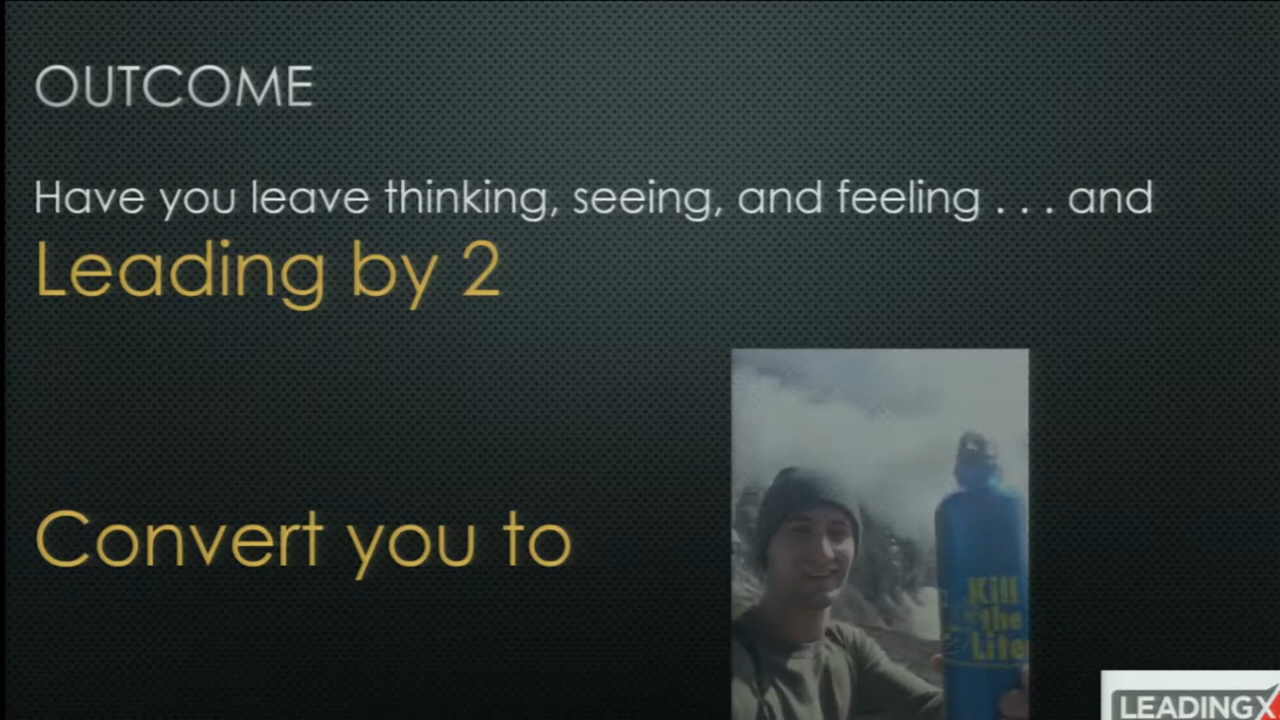 OUTCOME
Have you leave thinking, seeing, and feeling . . . and
Leading by 2
Convert you to
Kill
the
Lite
LEADINGX